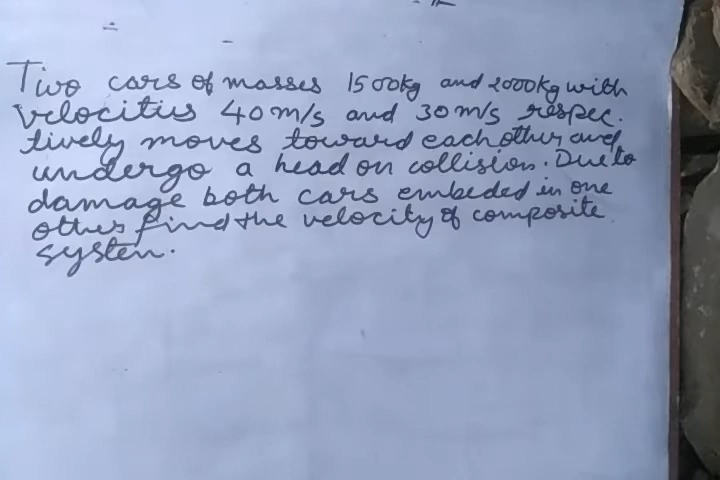 Two cars of masses 1500kg and 2000kg with
velocities 40m/s and 30m/s respec.
tively moves toward each other and
undergo a head on collision. Due to
damage both cars embeded in one
other find the velocity of composite
system.